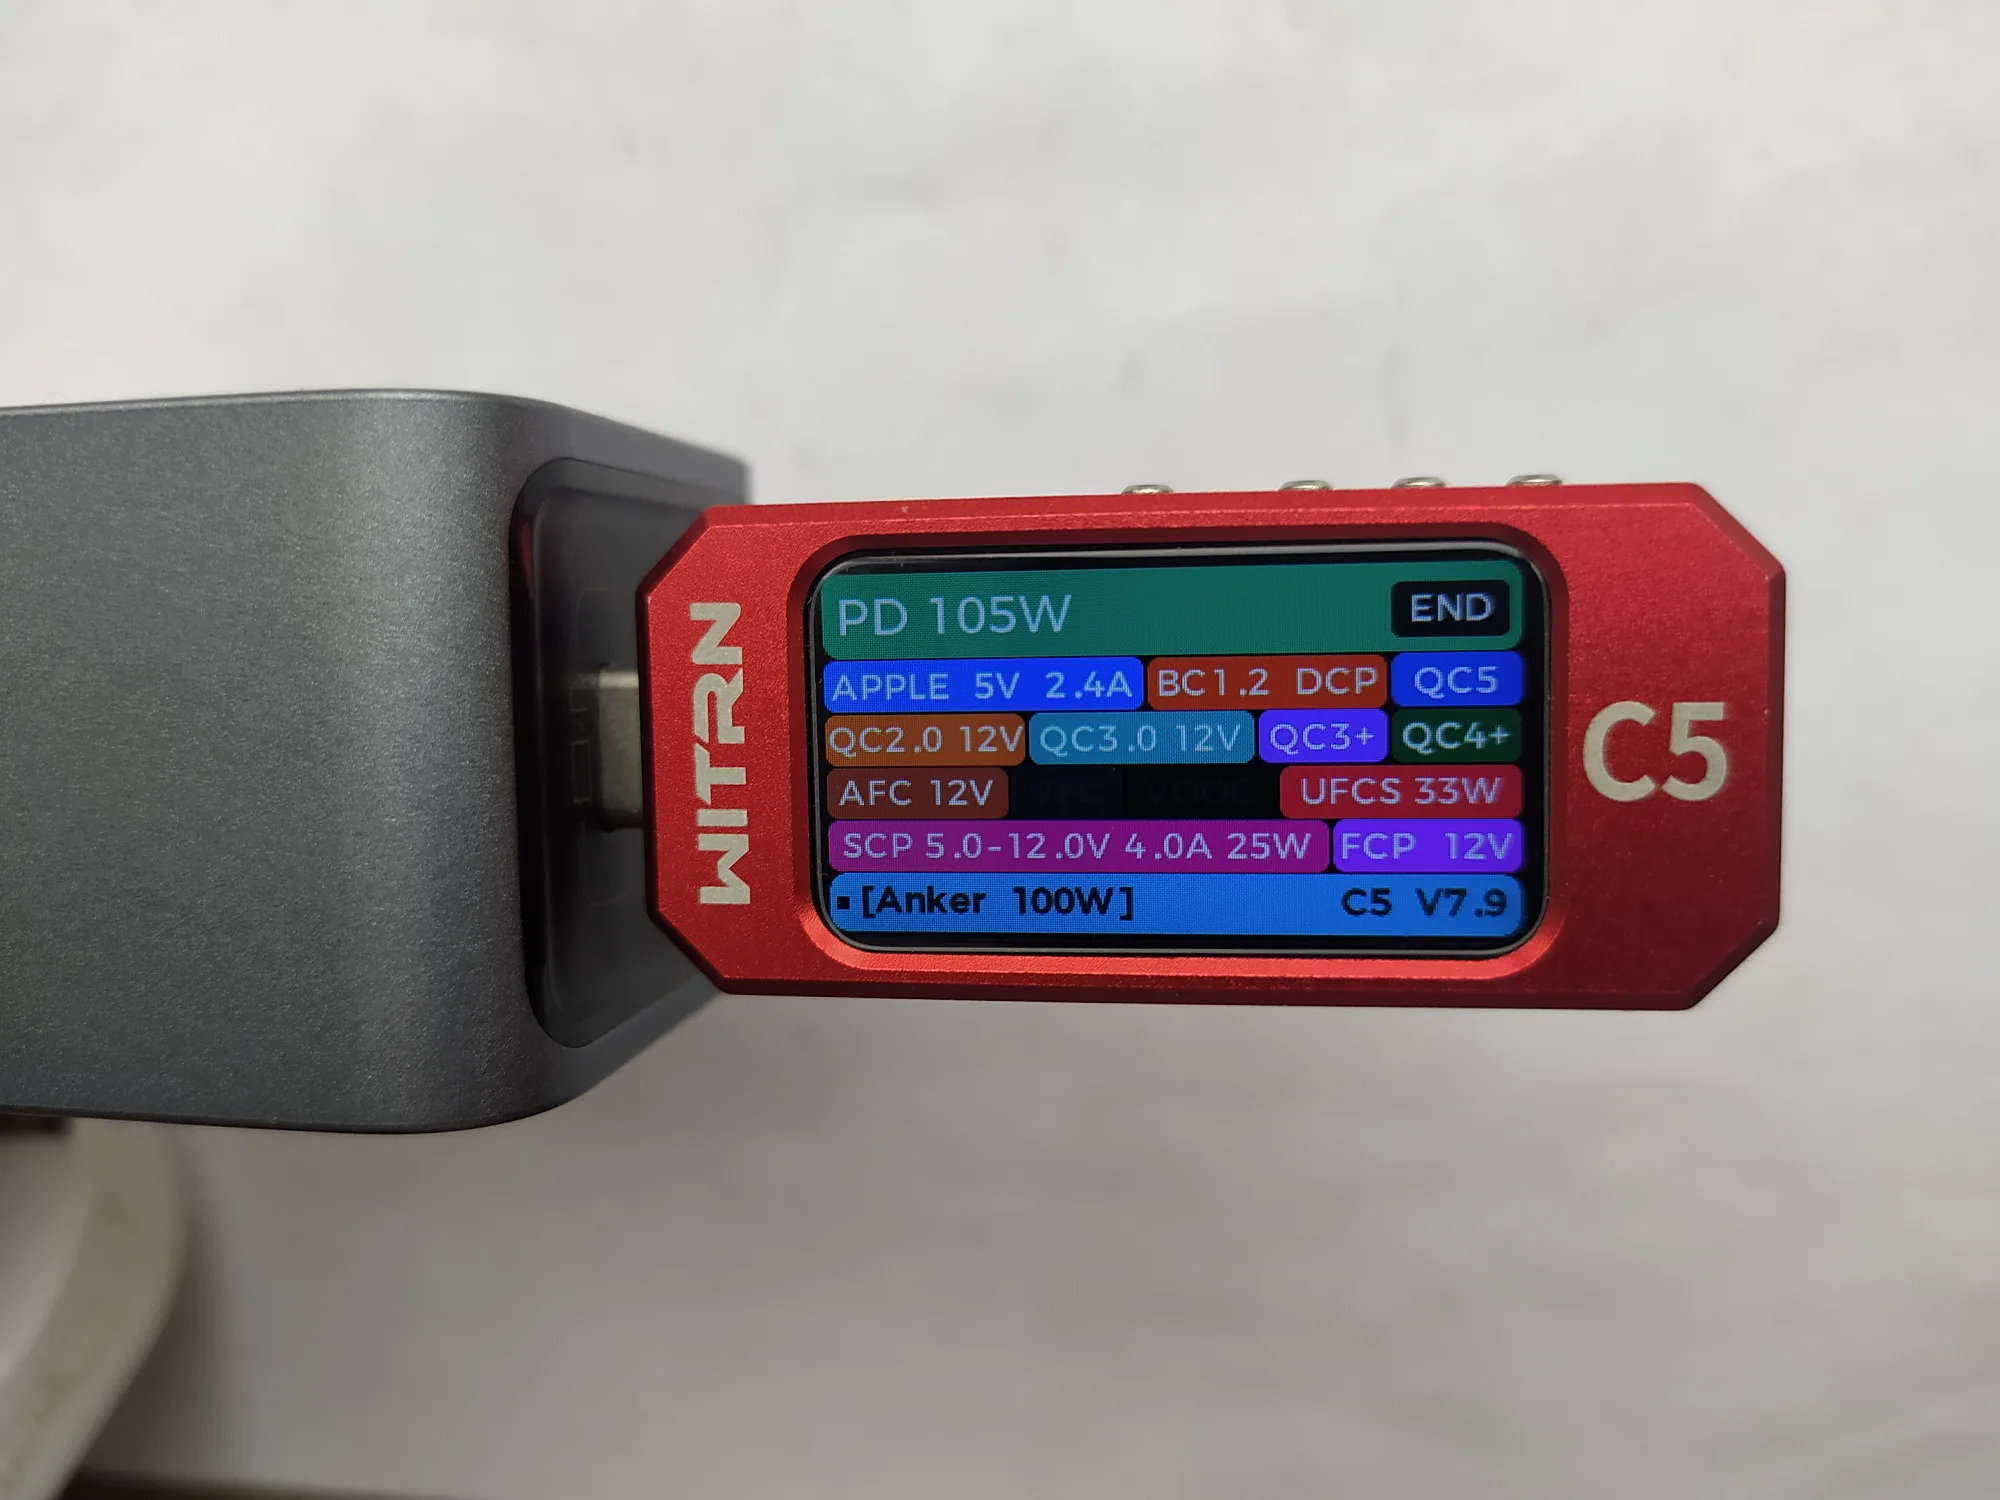 WITRN
PD 105W END
APPLE 5V 2.4A BC1.2 DCP QC5
QC2.0 12V QC3.0 12V QC3+ QC4+
AFC 12V VFC VOOC UFCS 33W
SCP 5.0-12.0V 4.0A 25W FCP 12V
[Anker 100W] C5 V7.9
C5